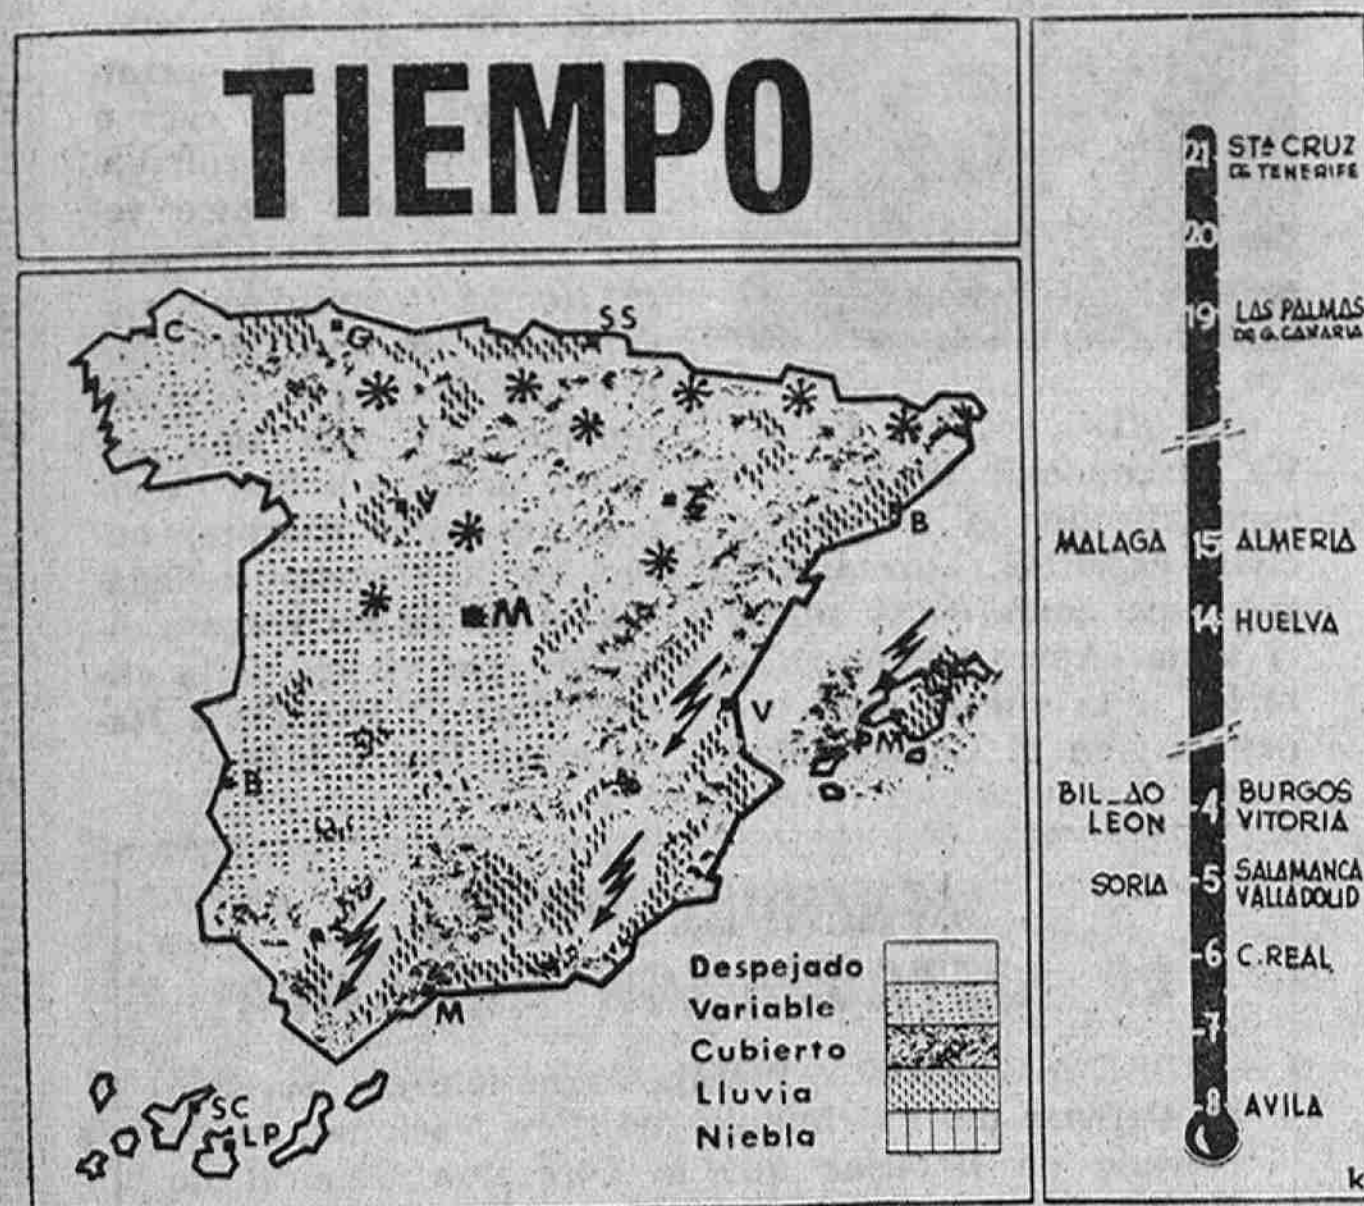 TIEMPO
C
G
SS
V
Z
B
M
V
PM
B
S
M
SC
LP
Despejado
Variable
Cubierto
Lluvia
Niebla
21 STA CRUZ
DE TENERIFE
20
19 LAS PALMAS
DE G. CANARIA
MALAGA 15 ALMERIA
14 HUELVA
-4 BURGOS
LEON VITORIA
SORIA -5 SALAMANCA
VALLADOLID
-6 C.REAL
-7
-8 AVILA
k